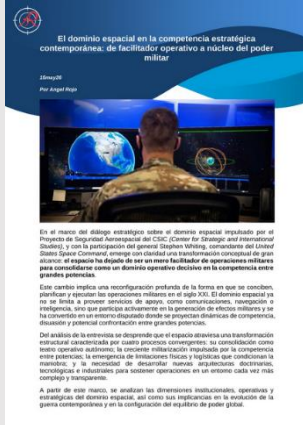 El dominio espacial en la competencia estratégica
contemporánea: de facilitador operativo a núcleo del poder
militar
Por Angel Rojo
En el marco del diálogo estratégico sobre el dominio espacial impulsado por el
Proyecto de Seguridad Aeroespacial del CSIC (Center for Strategic and International
Studies), y con la participación del general Stephen Whiting, comandante del United
States Space Command, emerge con claridad una transformación conceptual de gran
alcance: el espacio ha dejado de ser un mero facilitador de operaciones militares
para consolidarse como un dominio operativo decisivo en la competencia entre
grandes potencias.
Este cambio implica una reconfiguración profunda de la forma en que se conciben,
planifican y ejecutan las operaciones militares en el siglo XXI. El dominio espacial ya
no se limita a proveer servicios de apoyo, como comunicaciones, navegación o
inteligencia, sino que participa activamente en la generación de efectos militares y se
ha convertido en un entorno disputado donde se proyectan dinámicas de competencia,
disuasión y potencial confrontación entre grandes potencias.
Del análisis de la entrevista se desprende que el espacio atraviesa una transformación
estructural caracterizada por cuatro procesos convergentes: su consolidación como
teatro operativo autónomo; la creciente militarización impulsada por la competencia
entre potencias; la emergencia de limitaciones físicas y logísticas que condicionan la
maniobra; y la necesidad de desarrollar nuevas arquitecturas doctrinarias,
tecnológicas e industriales para sostener operaciones en un entorno cada vez más
complejo y transparente.
A partir de este marco, se analizan las dimensiones institucionales, operativas y
estratégicas del dominio espacial, así como sus implicancias en la evolución de la
guerra contemporánea y en la configuración del equilibrio de poder global.